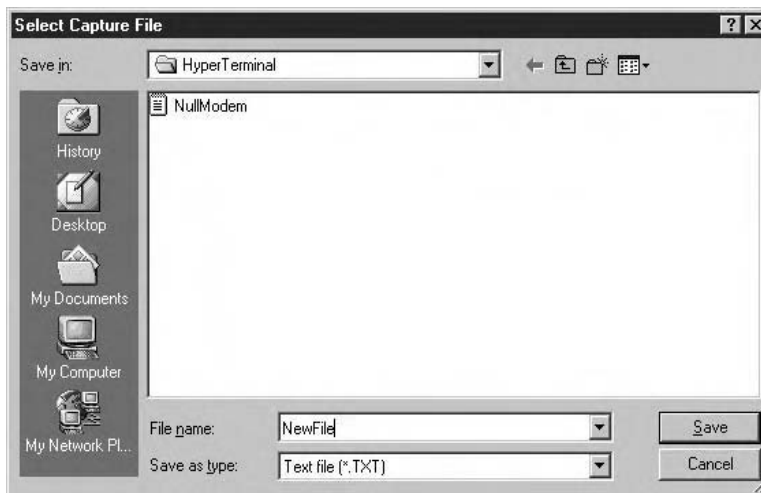 Select Capture File
Save in: HyperTerminal
NullModem
History
Desktop
My Documents
My Computer
My Network Pl...
File name: NewFile Save
Save as type: Text file (*.TXT) Cancel